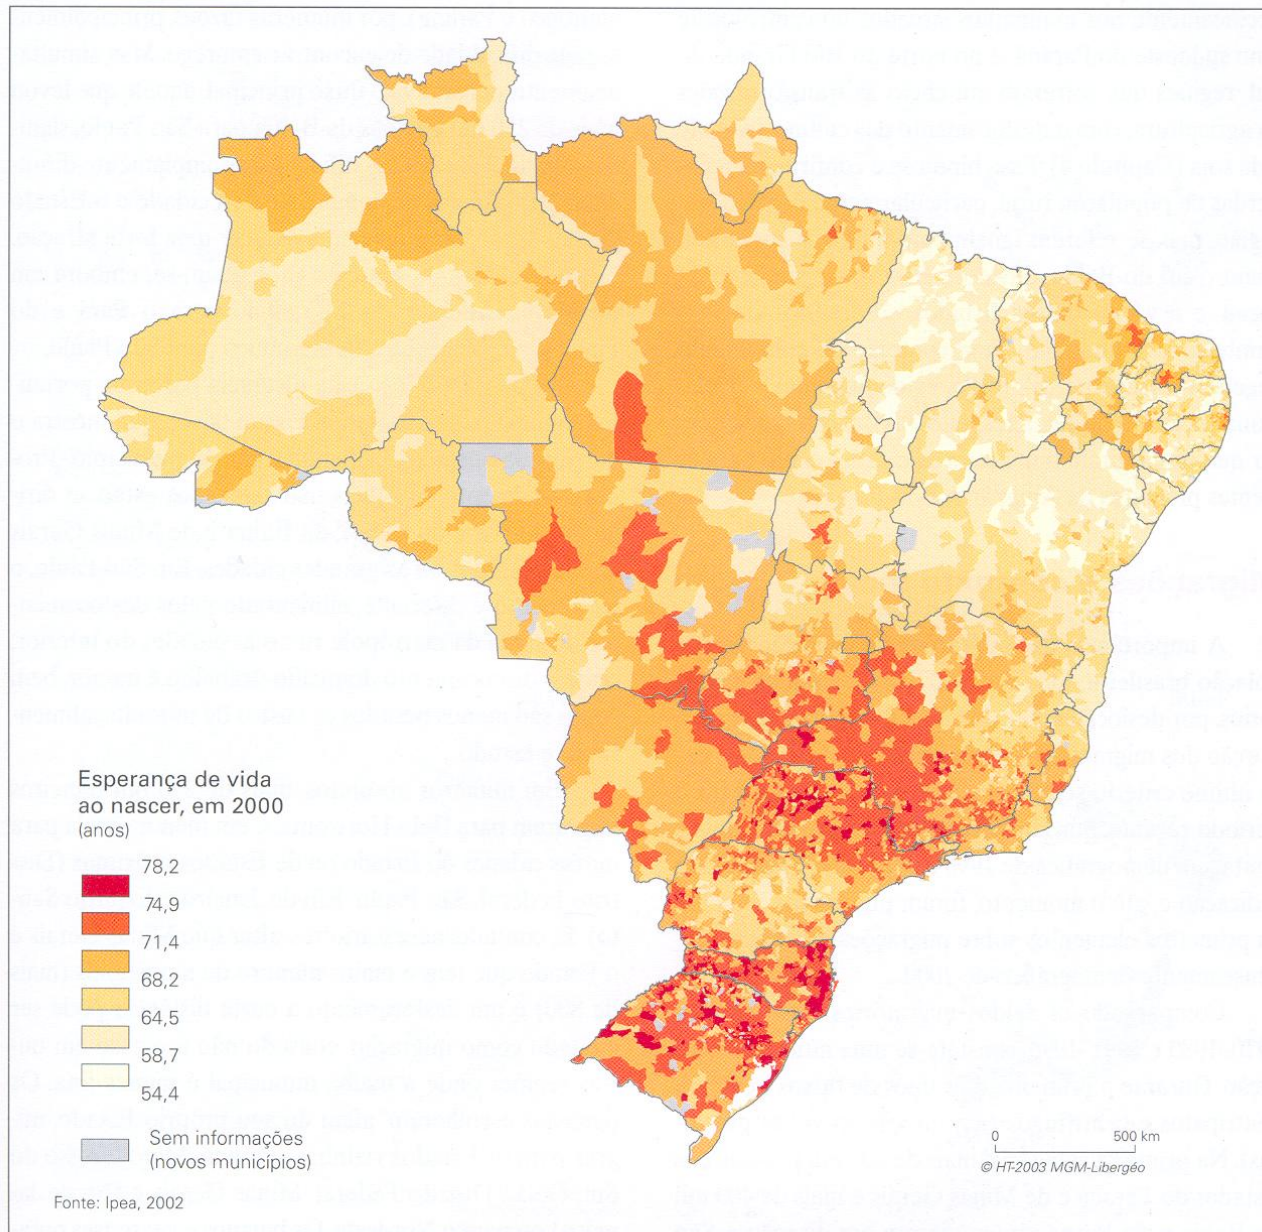 Esperança de vida
ao nascer, em 2000
(anos)
78,2
74,9
71,4
68,2
64,5
58,7
54,4
Sem informações
(novos municípios)
Fonte: Ipea, 2002
0 500 km
© HT-2003 MGM-Libergéo